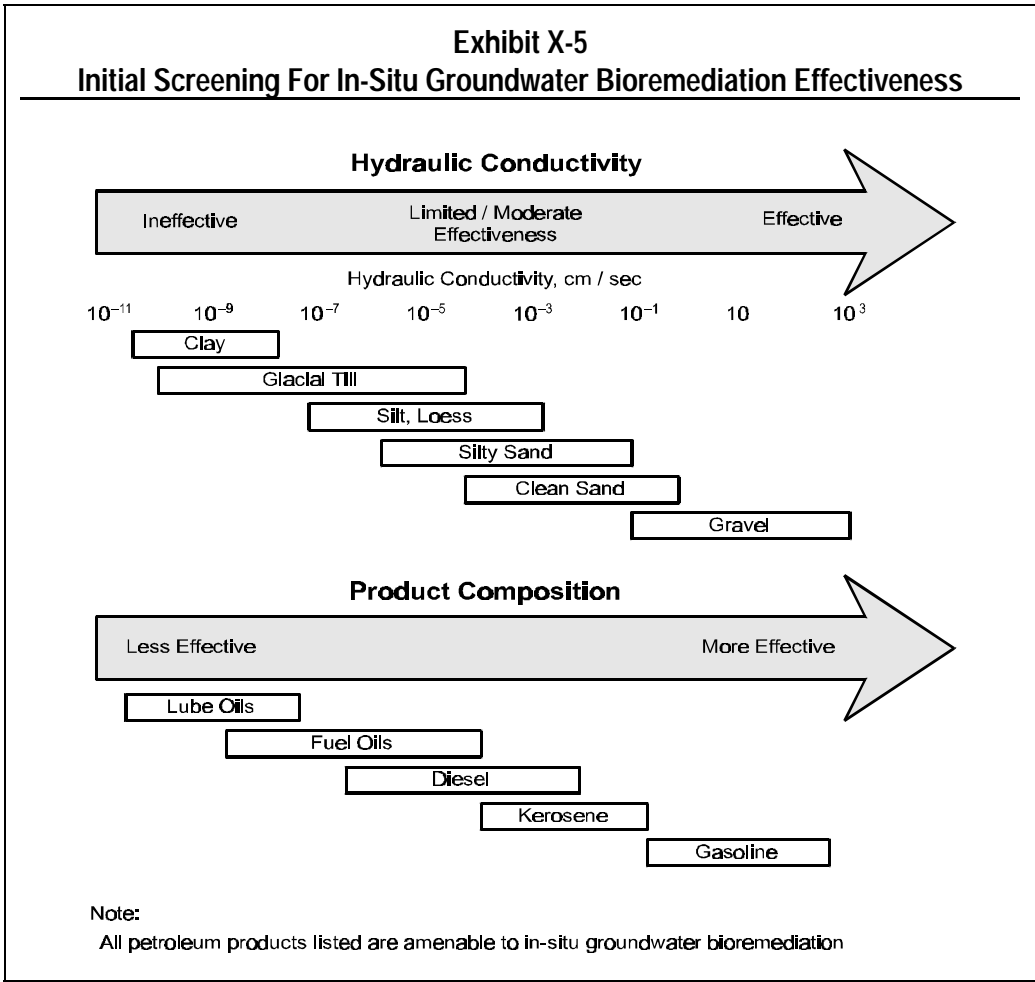 Exhibit X-5
Initial Screening For In-Situ Groundwater Bioremediation Effectiveness
Hydraulic Conductivity
Ineffective
Limited / Moderate
Effectiveness
Effective
Hydraulic Conductivity, cm / sec
10⁻¹¹ 10⁻⁹ 10⁻⁷ 10⁻⁵ 10⁻³ 10⁻¹ 10 10³
Clay
Glacial Till
Silt, Loess
Silty Sand
Clean Sand
Gravel
Product Composition
Less Effective
More Effective
Lube Oils
Fuel Oils
Diesel
Kerosene
Gasoline
Note:
All petroleum products listed are amenable to in-situ groundwater bioremediation